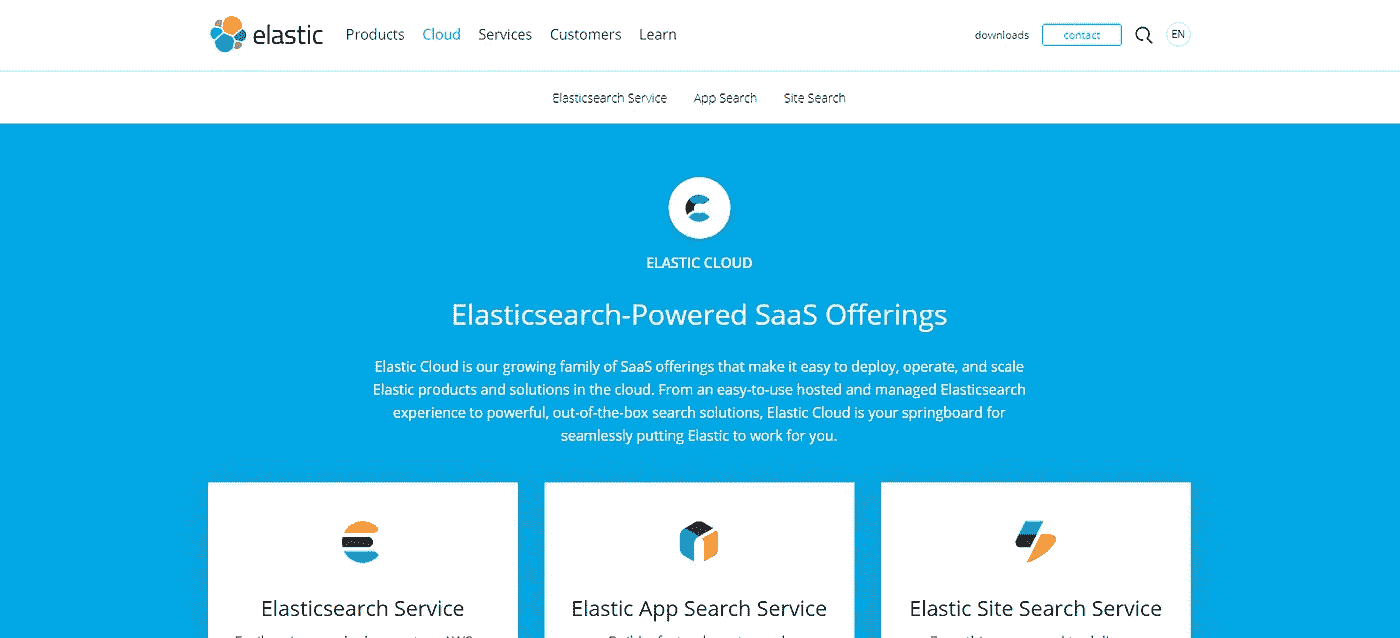 elastic Products Cloud Services Customers Learn downloads contact EN
Elasticsearch Service App Search Site Search
ELASTIC CLOUD
Elasticsearch-Powered SaaS Offerings
Elastic Cloud is our growing family of SaaS offerings that make it easy to deploy, operate, and scale
Elastic products and solutions in the cloud. From an easy-to-use hosted and managed Elasticsearch
experience to powerful, out-of-the-box search solutions, Elastic Cloud is your springboard for
seamlessly putting Elastic to work for you.
Elasticsearch Service
Elastic App Search Service
Elastic Site Search Service